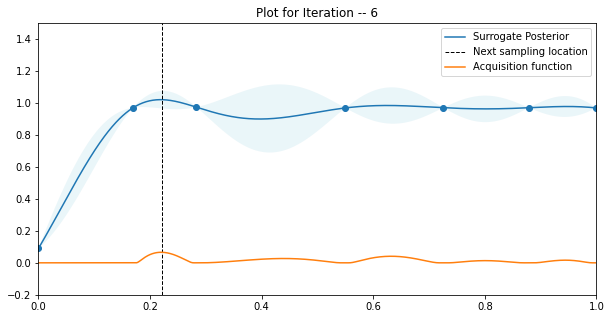 Plot for Iteration -- 6
Surrogate Posterior
Next sampling location
Acquisition function
1.4
1.2
1.0
0.8
0.6
0.4
0.2
0.0
−0.2
0.0 0.2 0.4 0.6 0.8 1.0